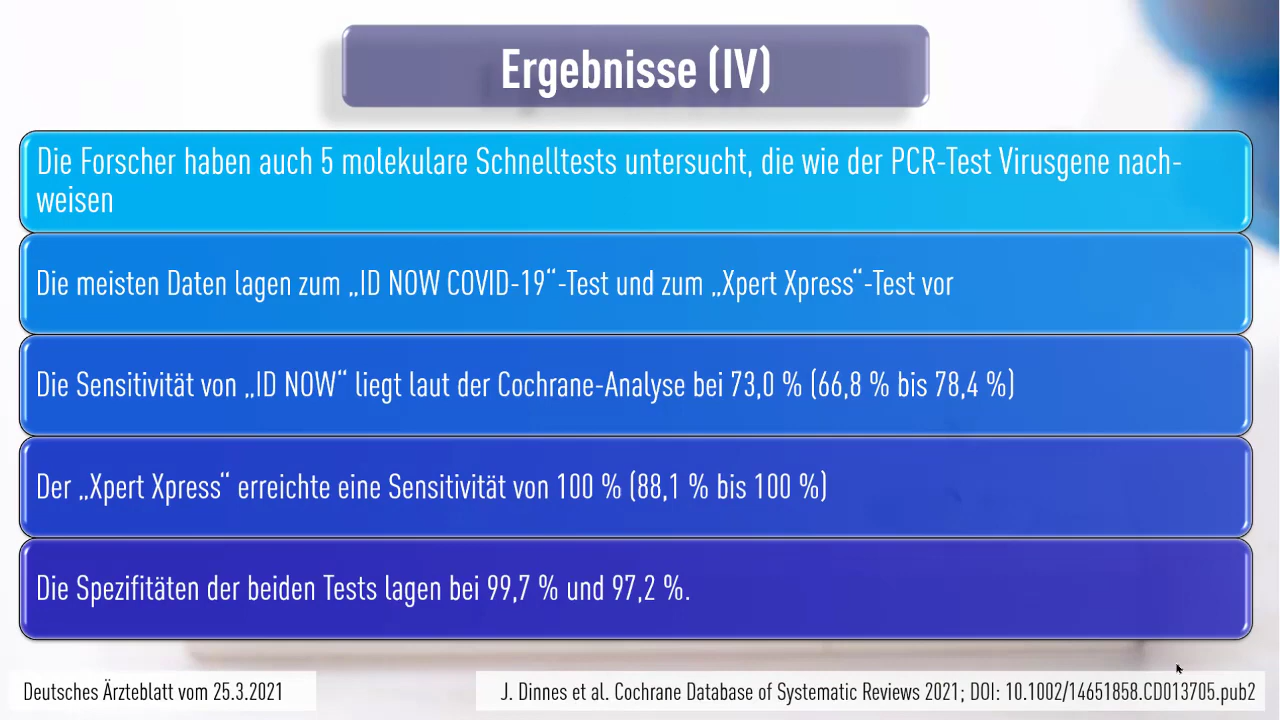 Ergebnisse (IV)
Die Forscher haben auch 5 molekulare Schnelltests untersucht, die wie der PCR-Test Virusgene nach-
weisen
Die meisten Daten lagen zum „ID NOW COVID-19“-Test und zum „Xpert Xpress“-Test vor
Die Sensitivität von „ID NOW“ liegt laut der Cochrane-Analyse bei 73,0 % (66,8 % bis 78,4 %)
Der „Xpert Xpress“ erreichte eine Sensitivität von 100 % (88,1 % bis 100 %)
Die Spezifitäten der beiden Tests lagen bei 99,7 % und 97,2 %.
Deutsches Ärzteblatt vom 25.3.2021
J. Dinnes et al. Cochrane Database of Systematic Reviews 2021; DOI: 10.1002/14651858.CD013705.pub2